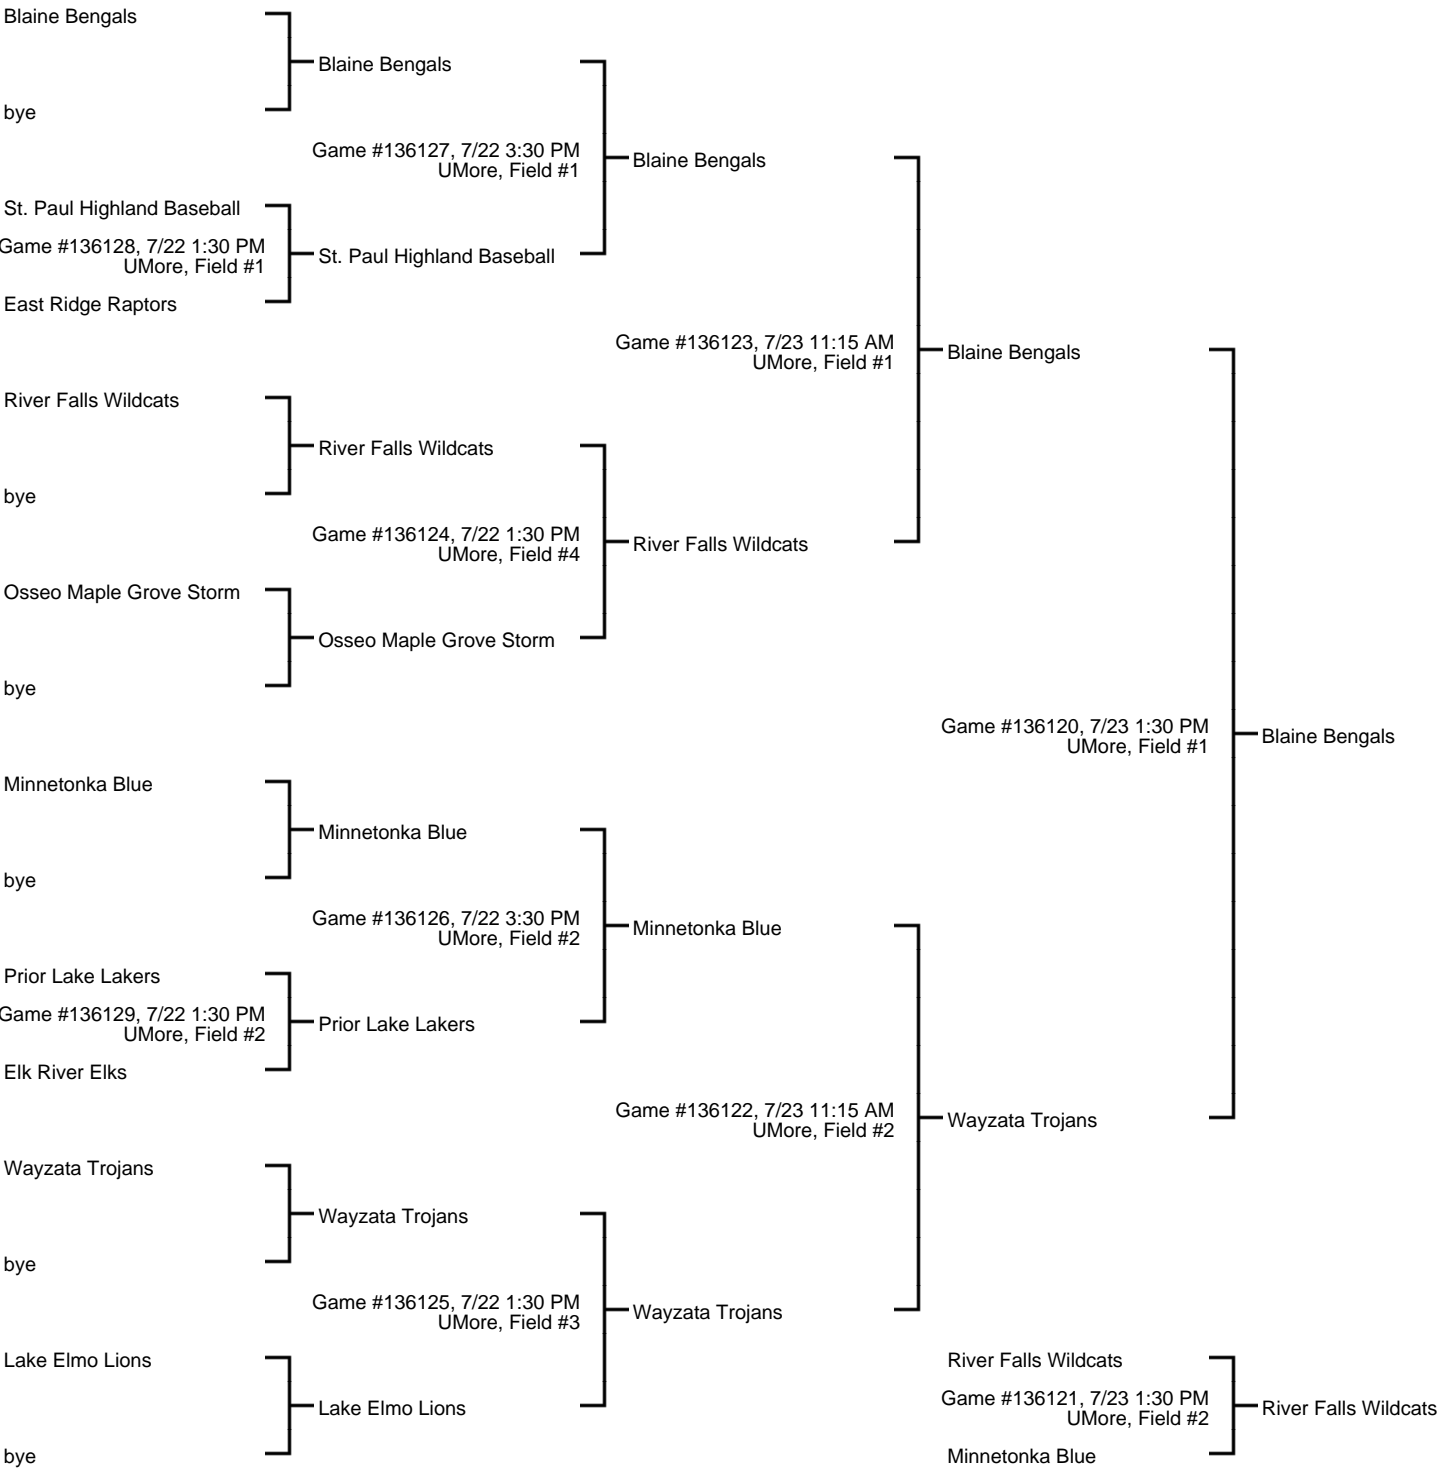 Blaine Bengals
Blaine Bengals
bye
Game #136127, 7/22 3:30 PM
UMore, Field #1
Blaine Bengals
St. Paul Highland Baseball
Game #136128, 7/22 1:30 PM
UMore, Field #1
St. Paul Highland Baseball
East Ridge Raptors
Game #136123, 7/23 11:15 AM
UMore, Field #1
Blaine Bengals
River Falls Wildcats
River Falls Wildcats
bye
Game #136124, 7/22 1:30 PM
UMore, Field #4
River Falls Wildcats
Osseo Maple Grove Storm
Osseo Maple Grove Storm
bye
Game #136120, 7/23 1:30 PM
UMore, Field #1
Blaine Bengals
Minnetonka Blue
Minnetonka Blue
bye
Game #136126, 7/22 3:30 PM
UMore, Field #2
Minnetonka Blue
Prior Lake Lakers
Game #136129, 7/22 1:30 PM
UMore, Field #2
Prior Lake Lakers
Elk River Elks
Game #136122, 7/23 11:15 AM
UMore, Field #2
Wayzata Trojans
Wayzata Trojans
Wayzata Trojans
bye
Game #136125, 7/22 1:30 PM
UMore, Field #3
Wayzata Trojans
Lake Elmo Lions
Lake Elmo Lions
bye
River Falls Wildcats
Game #136121, 7/23 1:30 PM
UMore, Field #2
River Falls Wildcats
Minnetonka Blue